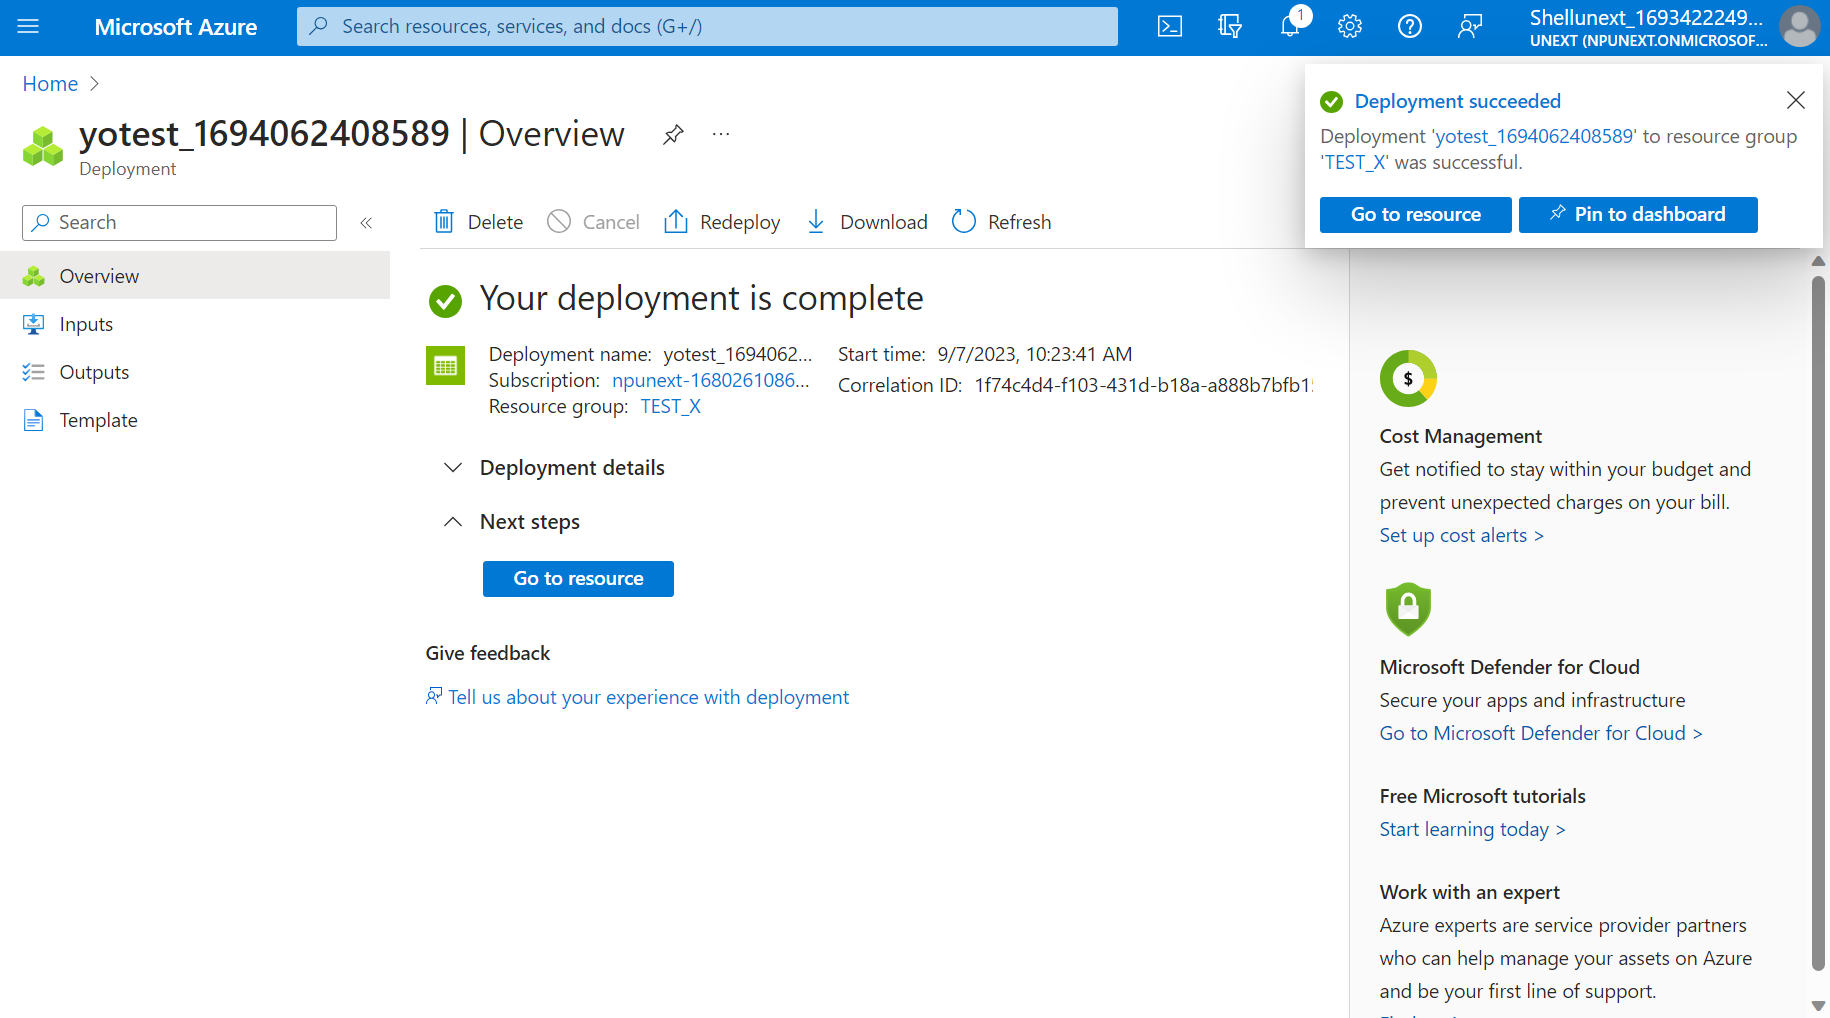 Microsoft Azure
Search resources, services, and docs (G+/)
1
Shellunext_1693422249...
UNEXT (NPUNEXT.ONMICROSOF...
Home
yotest_1694062408589 | Overview
...
Deployment
Deployment succeeded
Deployment 'yotest_1694062408589' to resource group
'TEST_X' was successful.
Go to resource
Pin to dashboard
Search
«
Delete
Cancel
Redeploy
Download
Refresh
Overview
Inputs
Outputs
Template
Your deployment is complete
Deployment name: yotest_1694062...
Subscription: npunext-1680261086...
Resource group: TEST_X
Start time: 9/7/2023, 10:23:41 AM
Correlation ID: 1f74c4d4-f103-431d-b18a-a888b7bfb1
Deployment details
Next steps
Go to resource
Give feedback
Tell us about your experience with deployment
$
Cost Management
Get notified to stay within your budget and
prevent unexpected charges on your bill.
Set up cost alerts >
Microsoft Defender for Cloud
Secure your apps and infrastructure
Go to Microsoft Defender for Cloud >
Free Microsoft tutorials
Start learning today >
Work with an expert
Azure experts are service provider partners
who can help manage your assets on Azure
and be your first line of support.